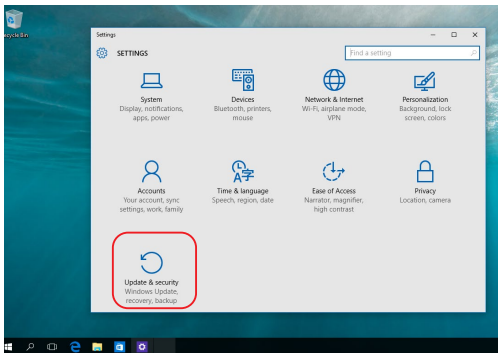 Recycle Bin
Settings
SETTINGS
Find a setting
System
Display, notifications,
apps, power
Devices
Bluetooth, printers,
mouse
Network & Internet
Wi-Fi, airplane mode,
VPN
Personalization
Background, lock
screen, colors
Accounts
Your account, sync
settings, work, family
Time & language
Speech, region, date
Ease of Access
Narrator, magnifier,
high contrast
Privacy
Location, camera
Update & security
Windows Update,
recovery, backup